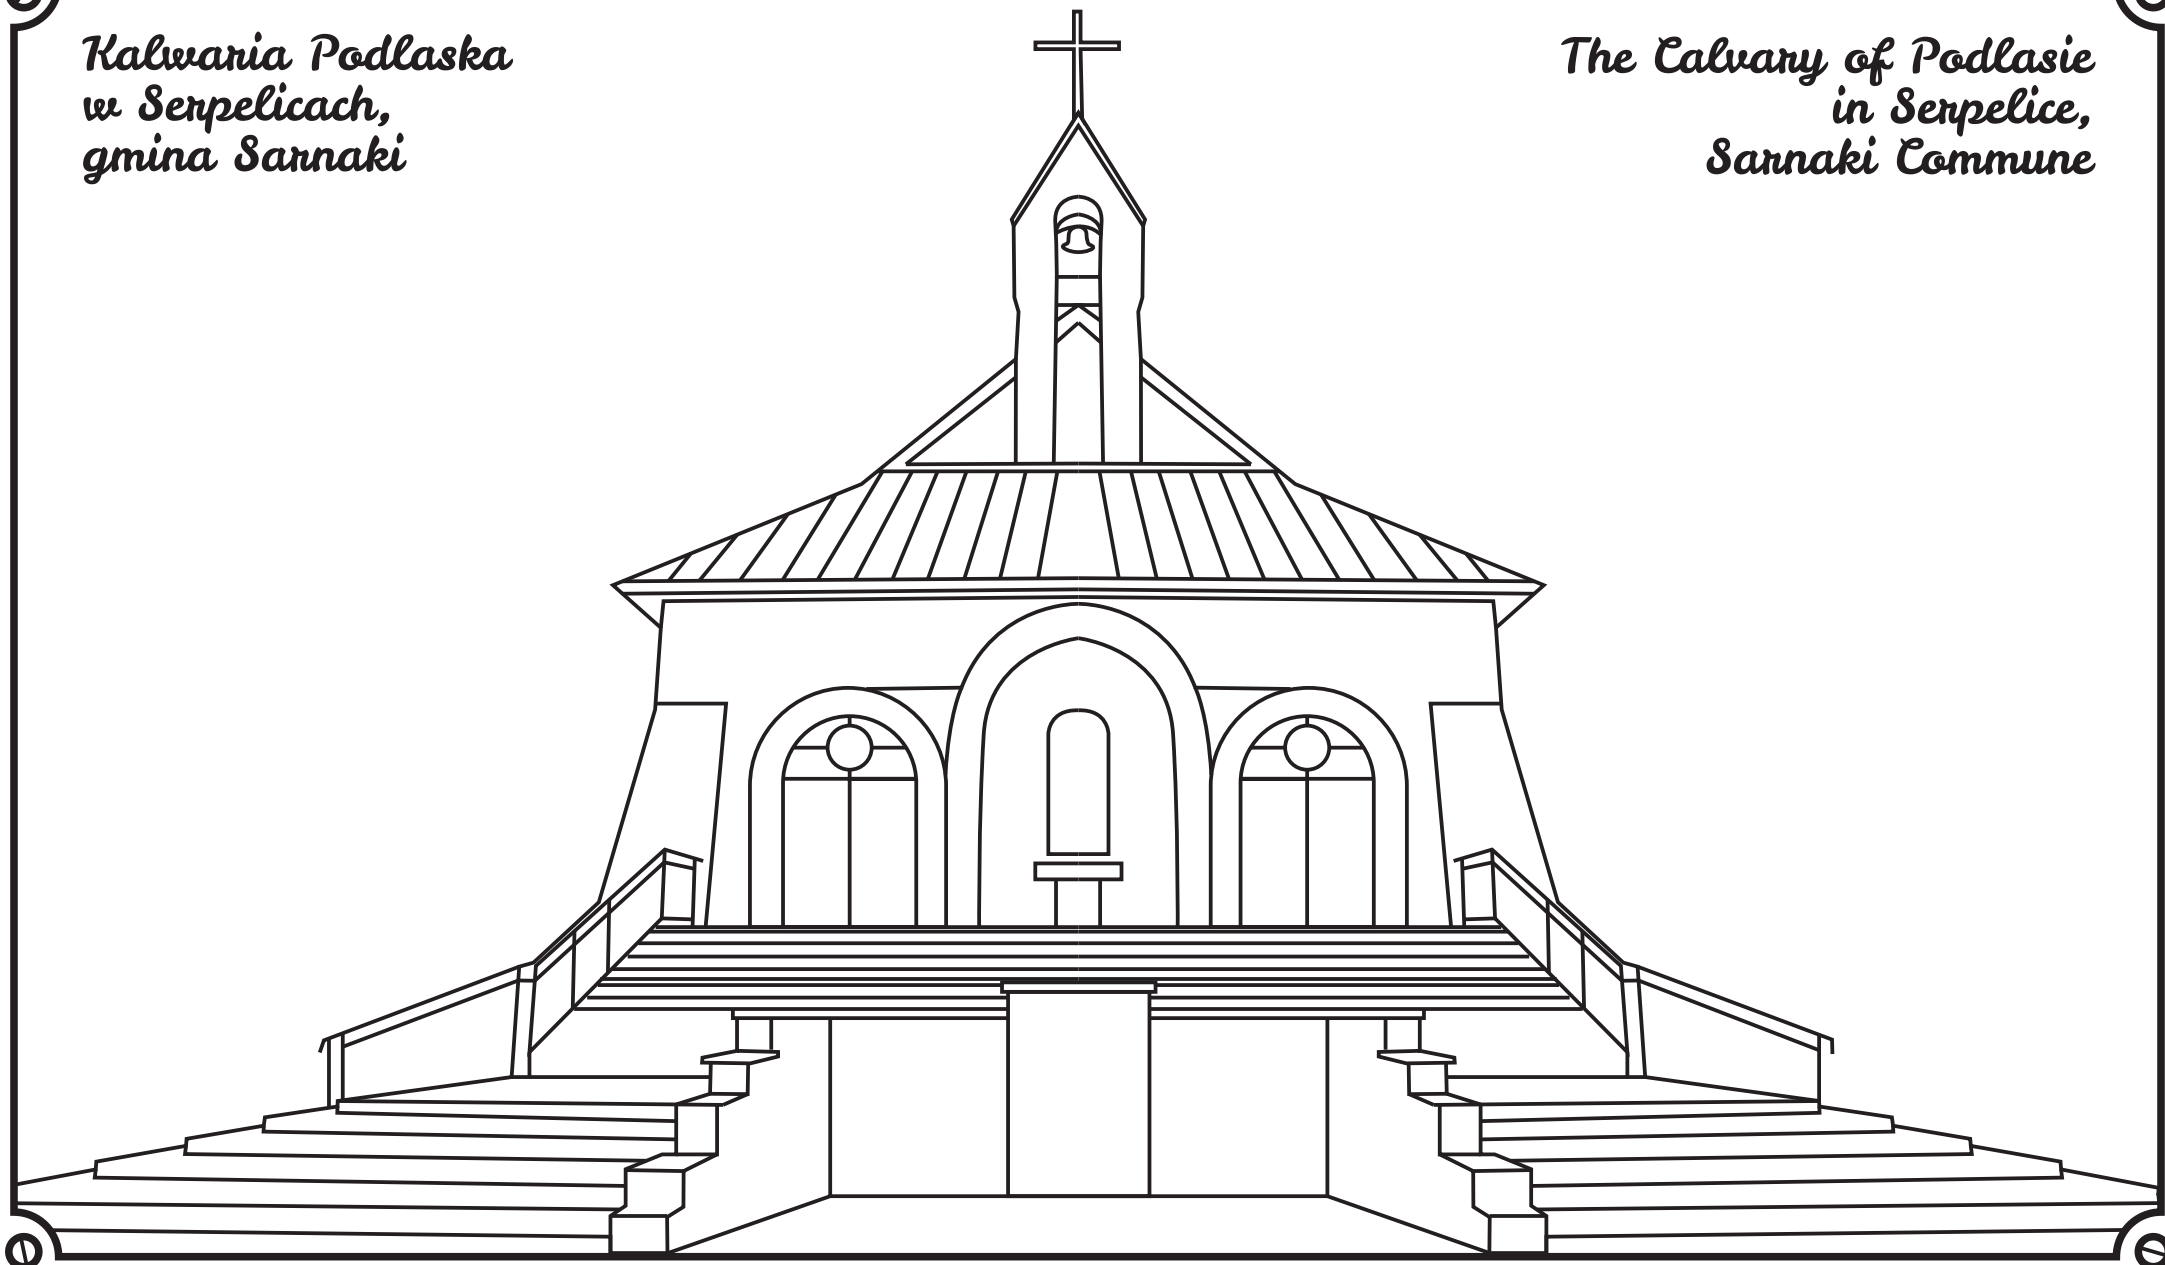 Kalwaria Podlaska
w Serpelicach,
gmina Sarnaki
The Calvary of Podlasie
in Serpelice,
Sarnaki Commune